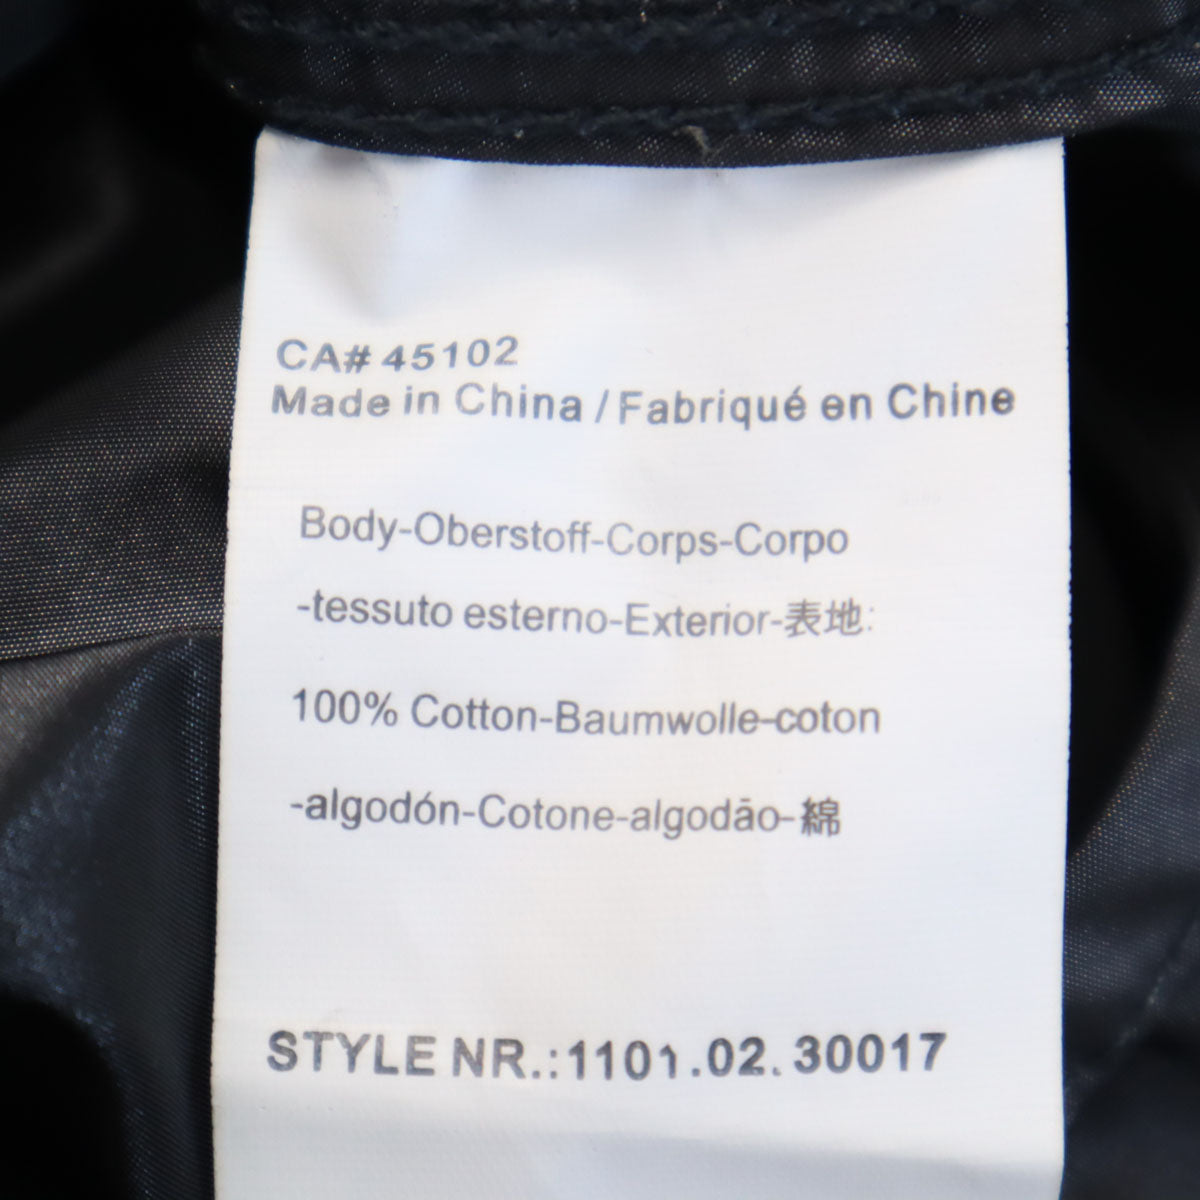 CA# 45102
Made in China / Fabriqué en Chine
Body-Oberstoff-Corps-Corpo
-tessuto esterno-Exterior-表地:
100% Cotton-Baumwolle-coton
-algodón-Cotone-algodão-綿
STYLE NR.:1101.02.30017